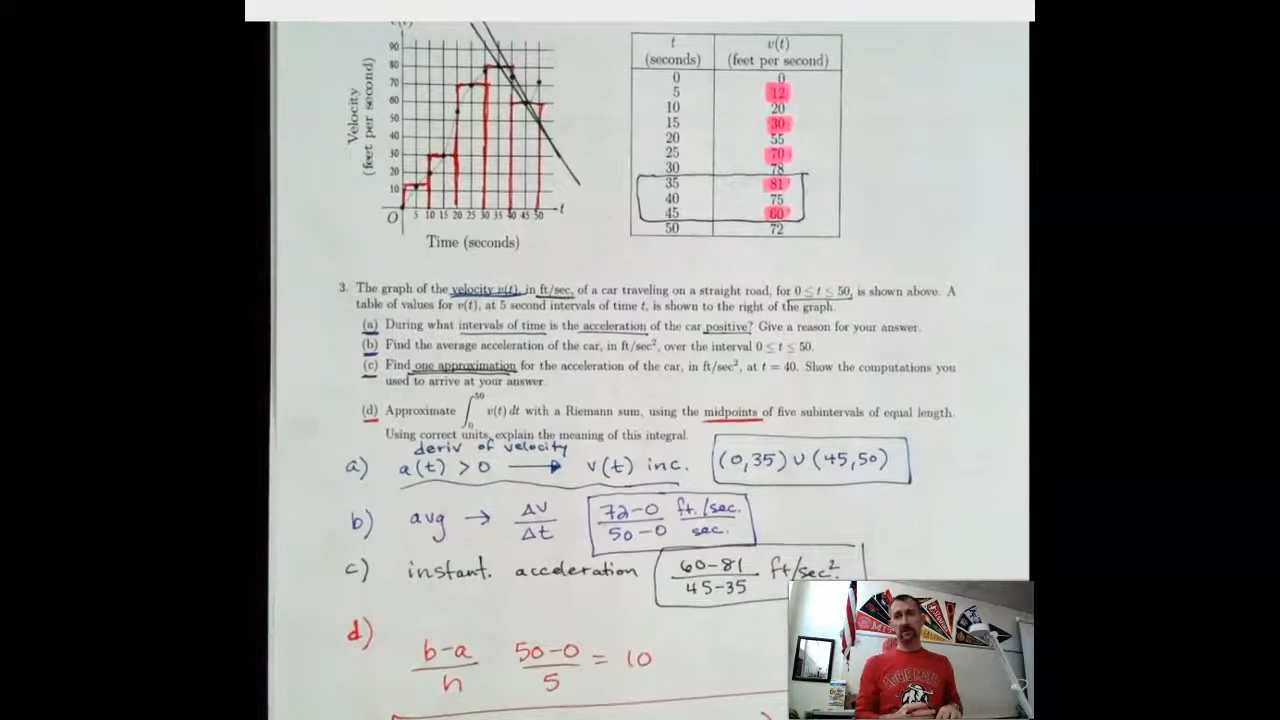 v(t)
90
80
70
60
50
40
30
20
10
O
5 10 15 20 25 30 35 40 45 50
t
Velocity
(feet per second)
Time (seconds)
t v(t)
(seconds) (feet per second)
0 0
5 12
10 20
15 30
20 55
25 70
30 78
35 81
40 75
45 60
50 72
3. The graph of the velocity v(t), in ft/sec, of a car traveling on a straight road, for 0 ≤ t ≤ 50, is shown above. A
table of values for v(t), at 5 second intervals of time t, is shown to the right of the graph.
(a) During what intervals of time is the acceleration of the car positive? Give a reason for your answer.
(b) Find the average acceleration of the car, in ft/sec², over the interval 0 ≤ t ≤ 50.
(c) Find one approximation for the acceleration of the car, in ft/sec², at t = 40. Show the computations you
used to arrive at your answer.
(d) Approximate ∫₀⁵⁰ v(t) dt with a Riemann sum, using the midpoints of five subintervals of equal length.
Using correct units, explain the meaning of this integral.
deriv of velocity
a) a(t) > 0 → v(t) inc. (0,35) ∪ (45,50)
b) avg → ΔV/Δt 72-0/50-0 ft./sec./sec.
c) instant. acceleration 60-81/45-35 ft/sec².
d) b-a/n 50-0/5 = 10
AGGIE MATH